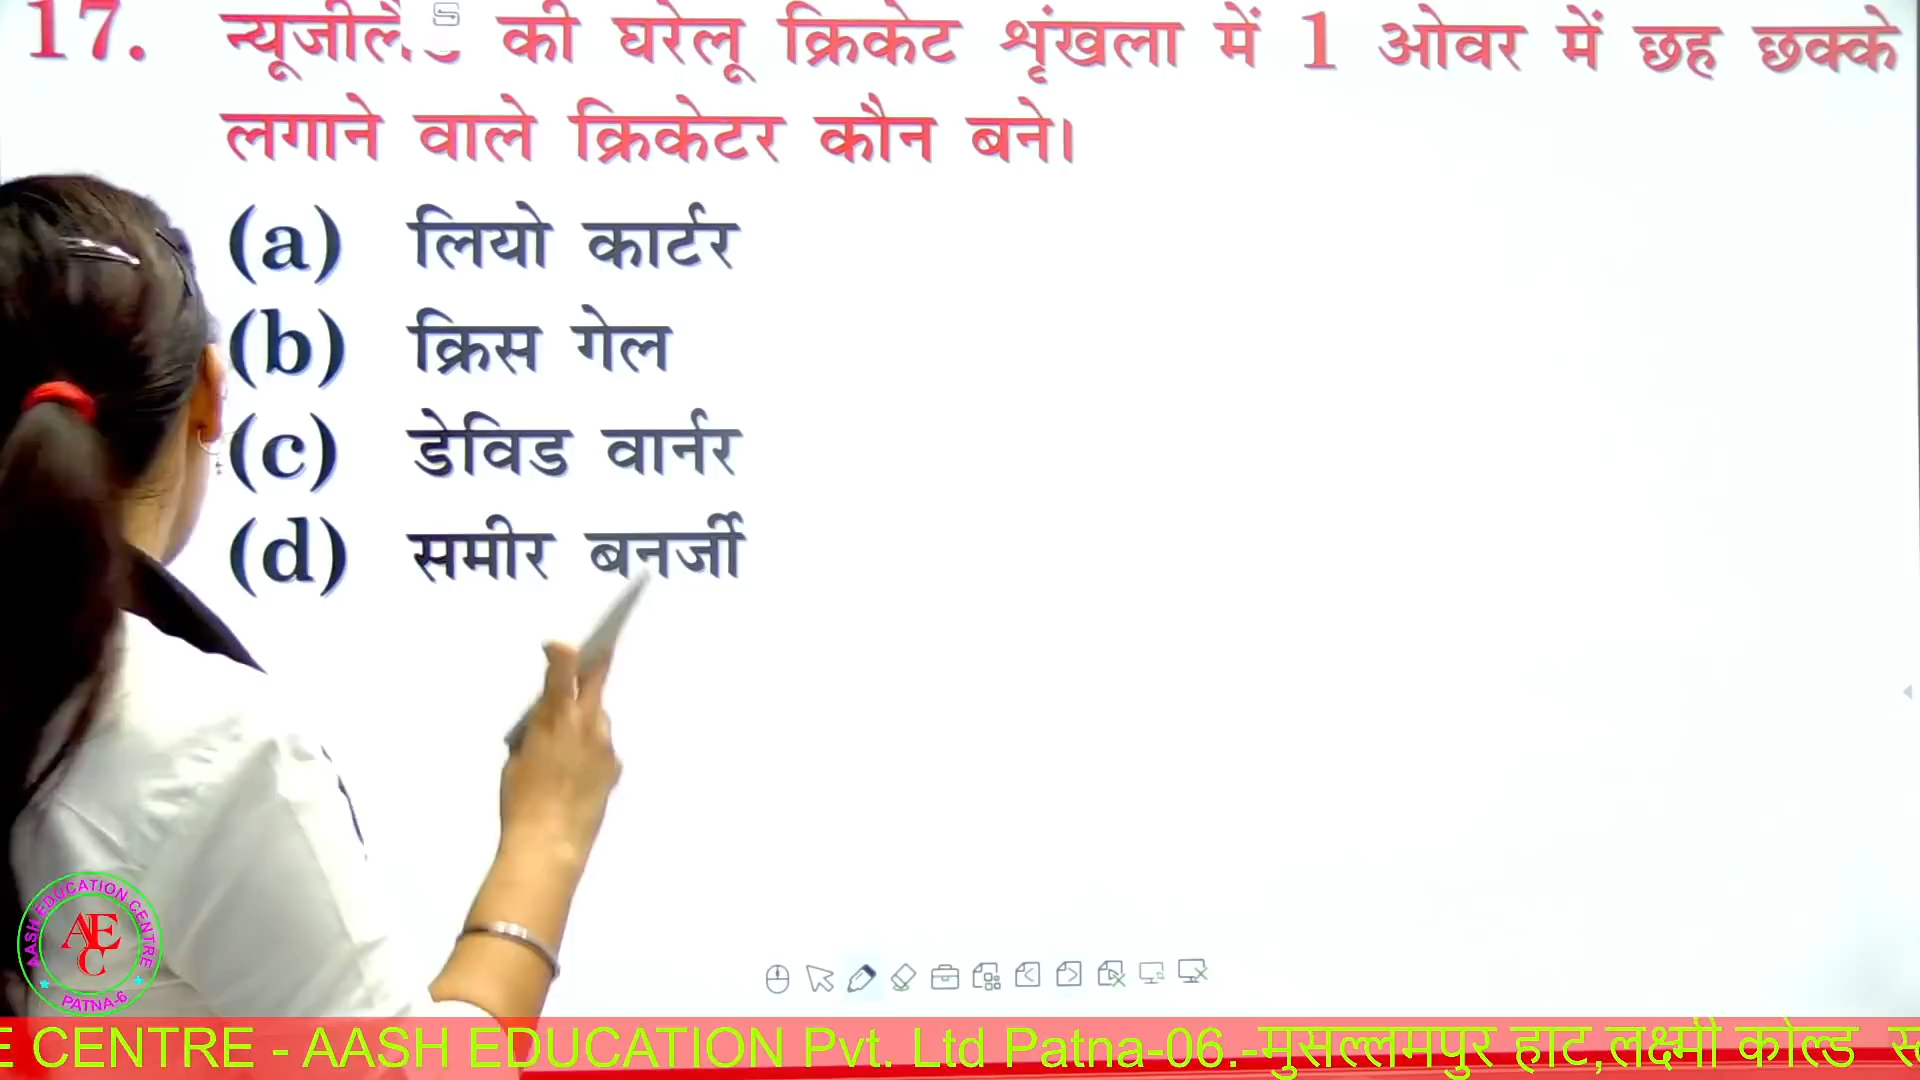 17. की घरेलू क्रिकेट शृंखला में 1 ओवर में छह छक्के
लगाने वाले क्रिकेटर कौन बने।
(a) लियो कार्टर
(b) क्रिस गेल
(c) डेविड वार्नर
(d) समीर बनर्जी
AASH EDUCATION CENTRE
AEC
PATNA-6
E CENTRE - AASH EDUCATION Pvt. Ltd Patna-06.-मुसल्लमपुर हाट,लक्ष्मी कोल्ड